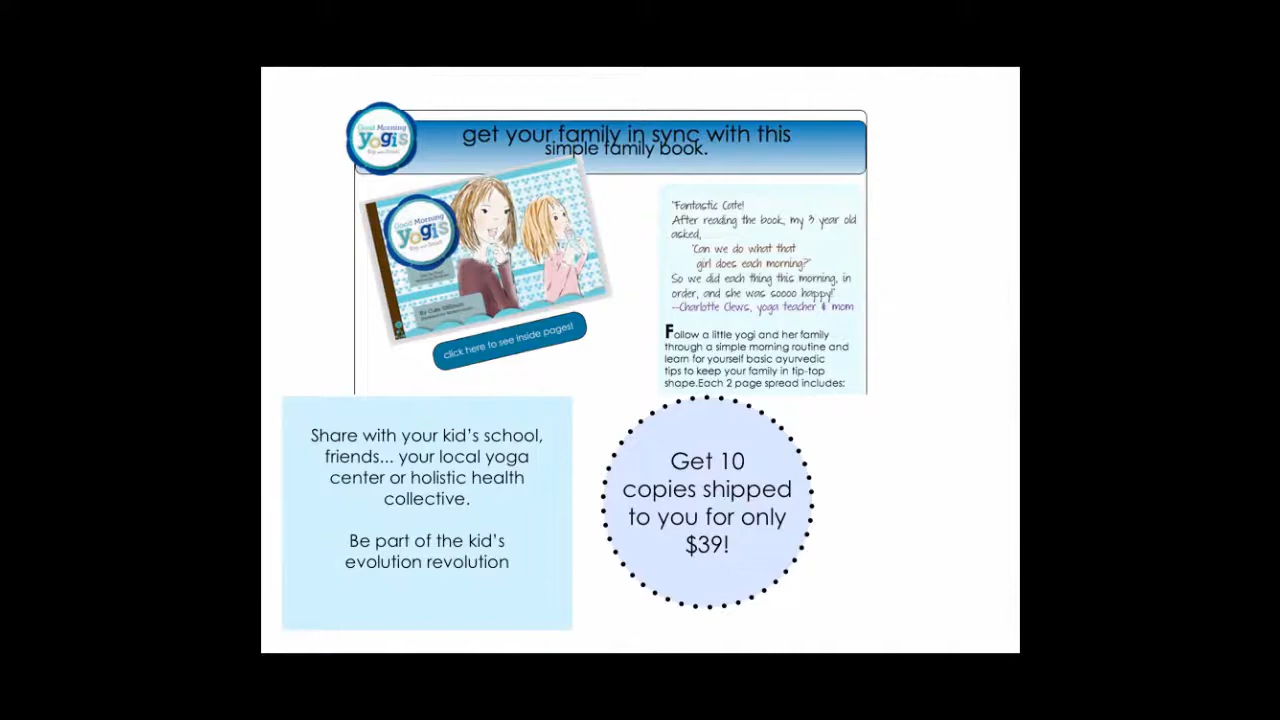 Good Morning
yogis
get your family in sync with this
simple family book.
Good Morning
yogis
click here to see inside pages!
"Fantastic Cate!
After reading the book, my 3 year old
asked,
"Can we do what that
girl does each morning?"
So we did each thing this morning, in
order, and she was soooo happy!"
--Charlotte Clews, yoga teacher & mom
Follow a little yogi and her family
through a simple morning routine and
learn for yourself basic ayurvedic
tips to keep your family in tip-top
shape.Each 2 page spread includes:
Share with your kid's school,
friends... your local yoga
center or holistic health
collective.
Be part of the kid's
evolution revolution
Get 10
copies shipped
to you for only
$39!